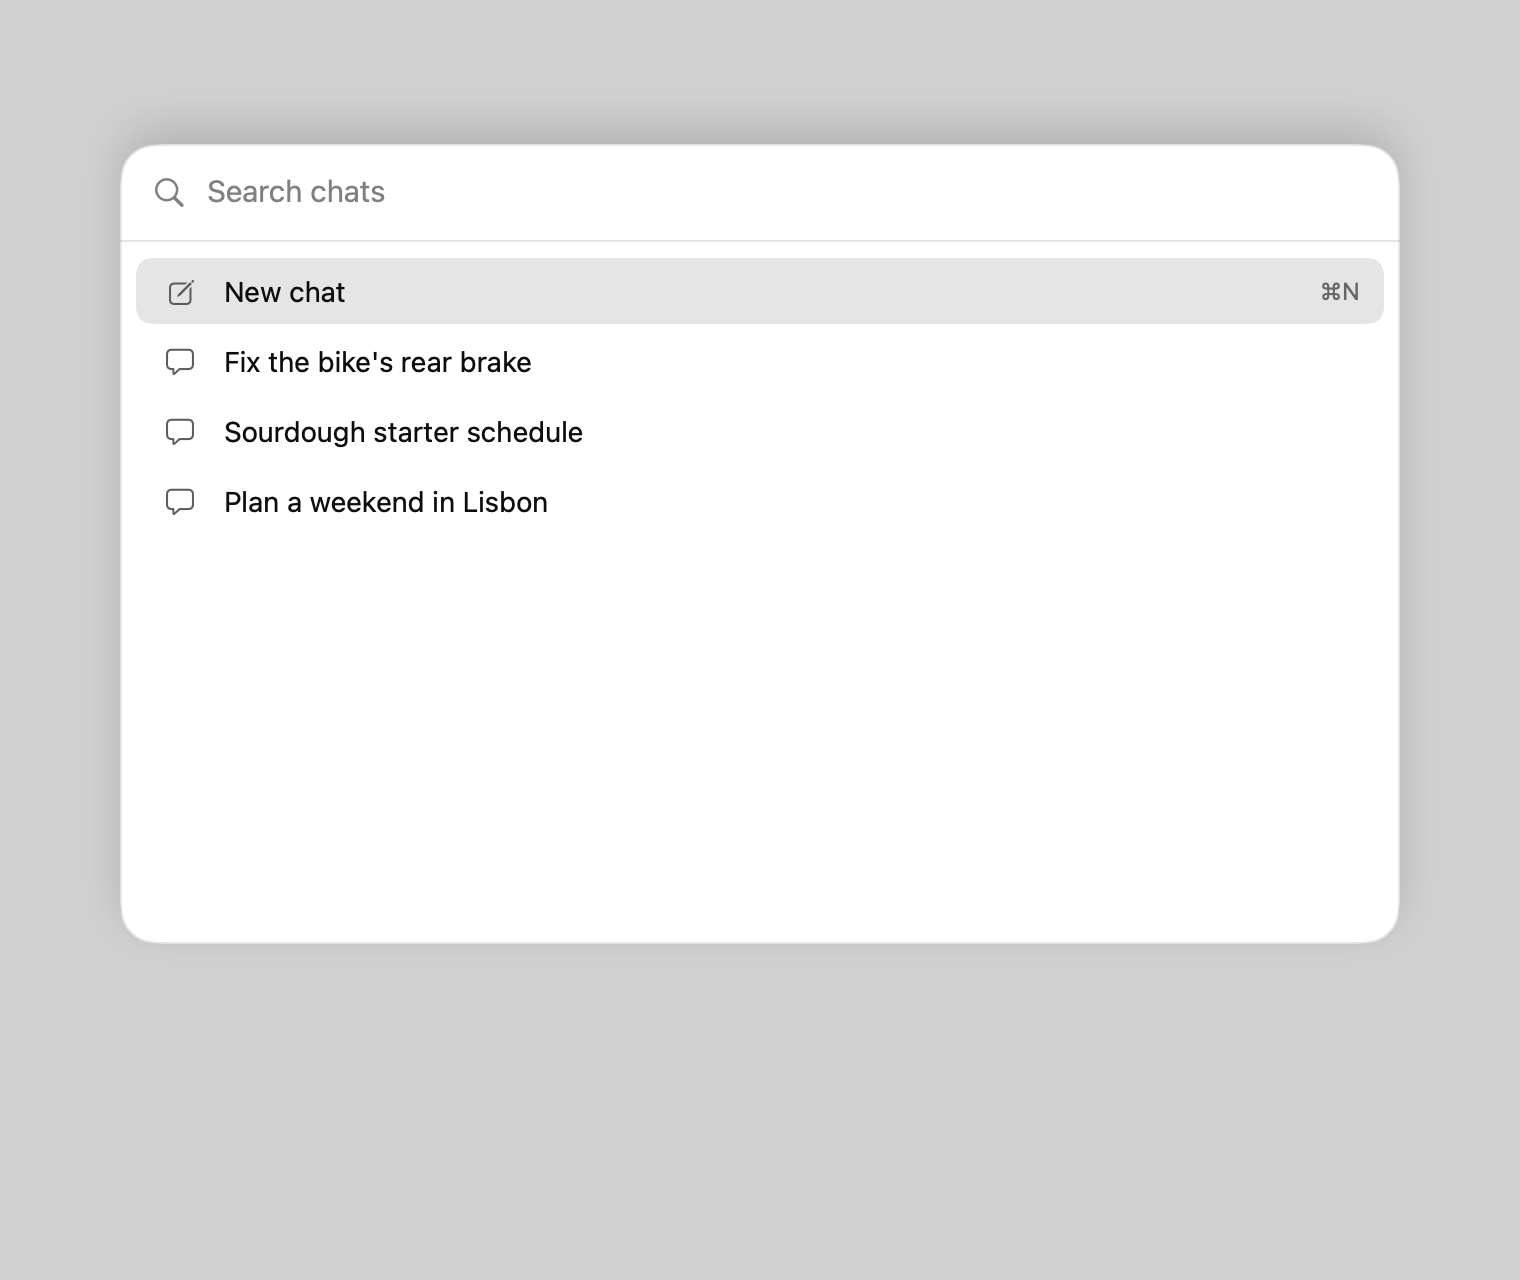 Search chats
New chat ⌘N
Fix the bike's rear brake
Sourdough starter schedule
Plan a weekend in Lisbon